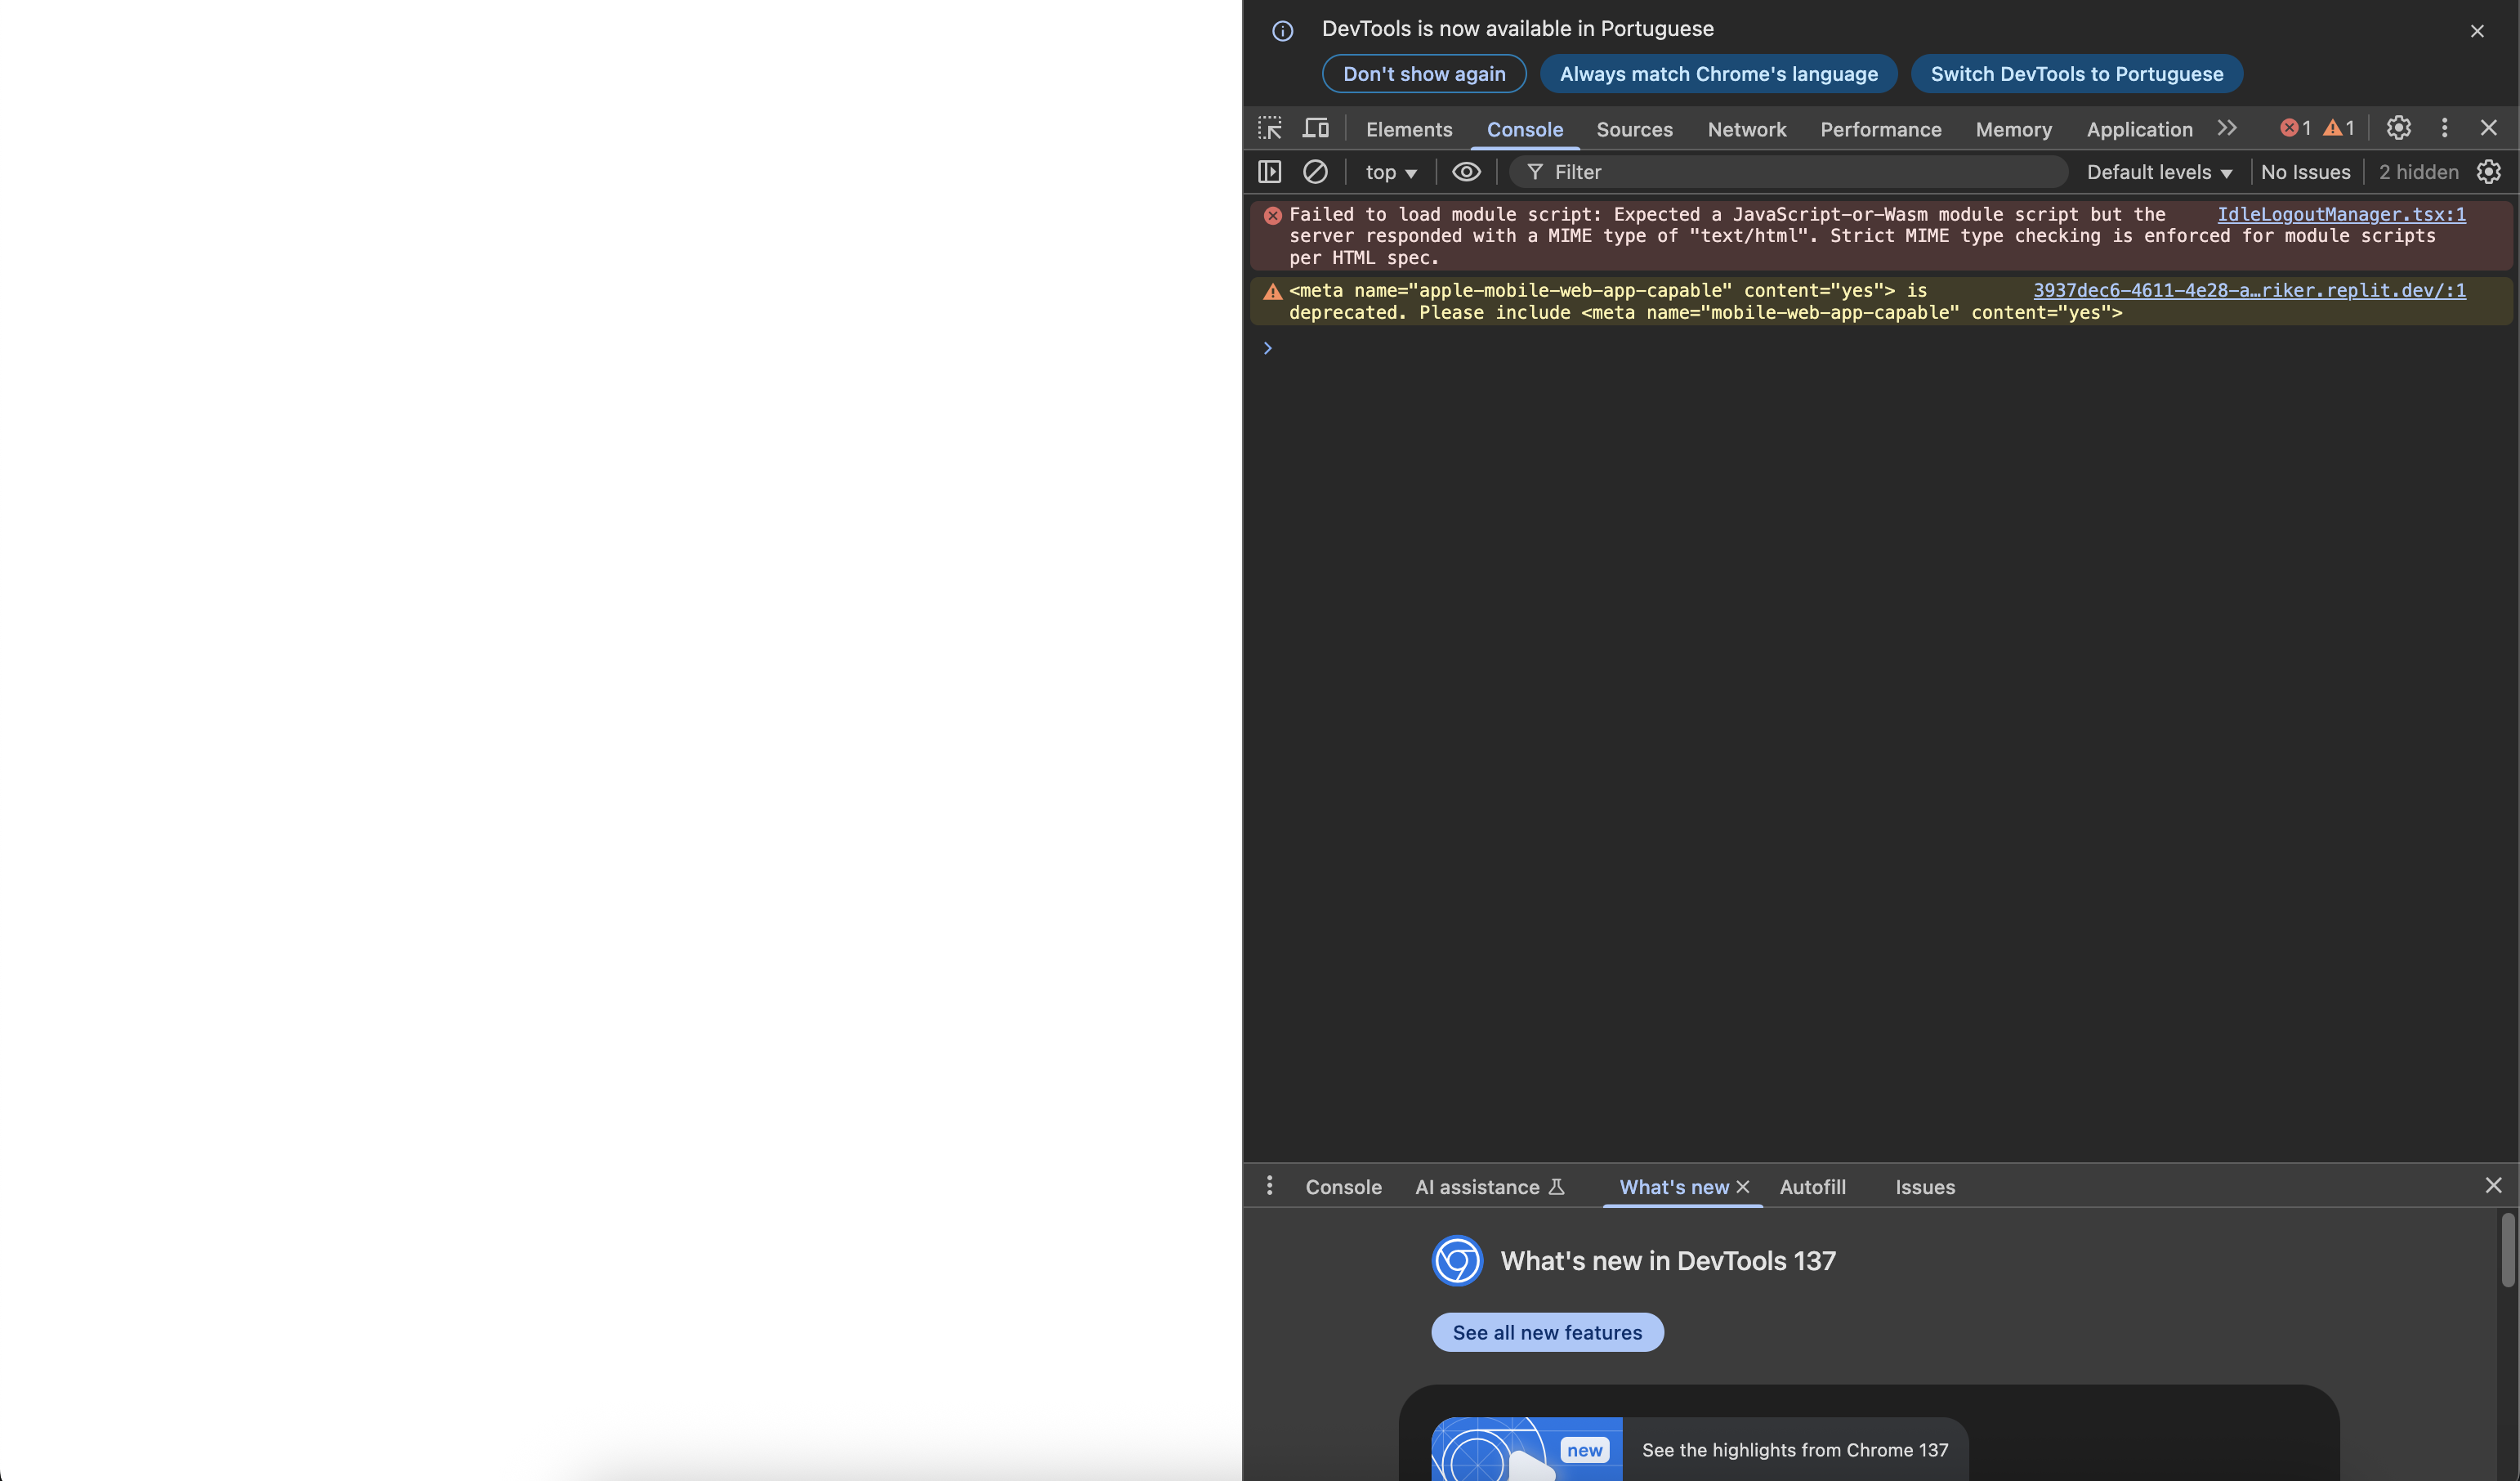 DevTools is now available in Portuguese
Don't show again
Always match Chrome's language
Switch DevTools to Portuguese
Elements
Console
Sources
Network
Performance
Memory
Application
1
1
top
Filter
Default levels
No Issues
2 hidden
Failed to load module script: Expected a JavaScript-or-Wasm module script but the
IdleLogoutManager.tsx:1
server responded with a MIME type of "text/html". Strict MIME type checking is enforced for module scripts
per HTML spec.
<meta name="apple-mobile-web-app-capable" content="yes"> is
3937dec6-4611-4e28-a…riker.replit.dev/:1
deprecated. Please include <meta name="mobile-web-app-capable" content="yes">
Console
AI assistance
What's new
Autofill
Issues
What's new in DevTools 137
See all new features
new
See the highlights from Chrome 137